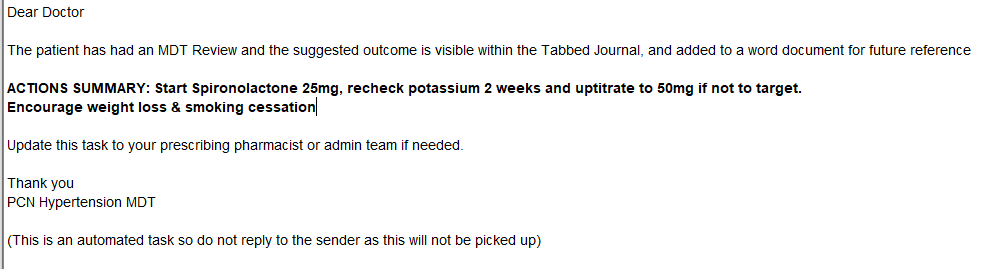 Dear Doctor
The patient has had an MDT Review and the suggested outcome is visible within the Tabbed Journal, and added to a word document for future reference
ACTIONS SUMMARY: Start Spironolactone 25mg, recheck potassium 2 weeks and uptitrate to 50mg if not to target.
Encourage weight loss & smoking cessation
Update this task to your prescribing pharmacist or admin team if needed.
Thank you
PCN Hypertension MDT
(This is an automated task so do not reply to the sender as this will not be picked up)